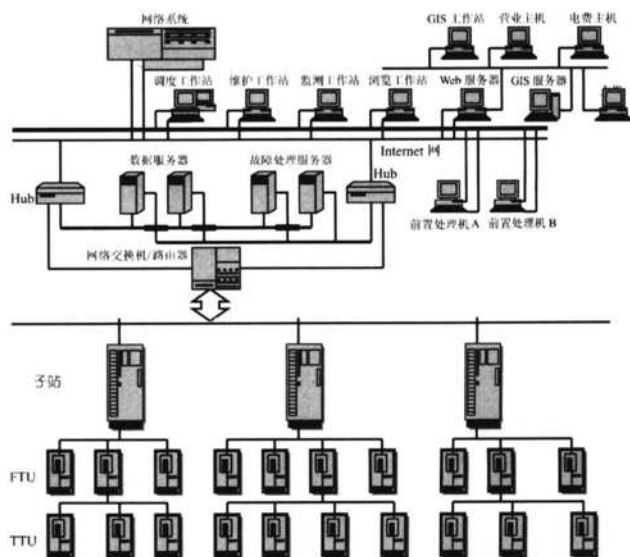 网络系统
GIS 工作站 营业主机 电费主机
调度工作站 维护工作站 监测工作站 浏览工作站 Web 服务器 GIS 服务器
Internet 网
数据服务器 故障处理服务器
Hub
Hub
前置处理机 A 前置处理机 B
网络交换机/路由器
子站
FTU
TTU